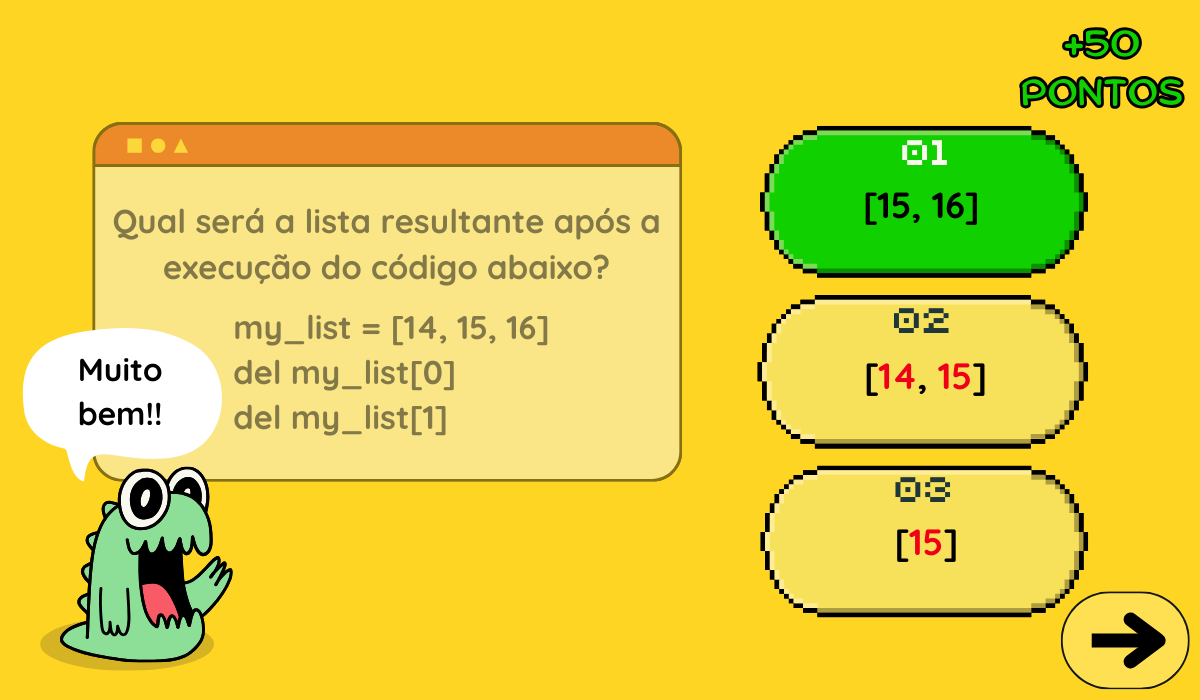 +50
PONTOS
Qual será a lista resultante após a
execução do código abaixo?
my_list = [14, 15, 16]
del my_list[0]
del my_list[1]
Muito
bem!!
01
[15, 16]
02
[14, 15]
03
[15]